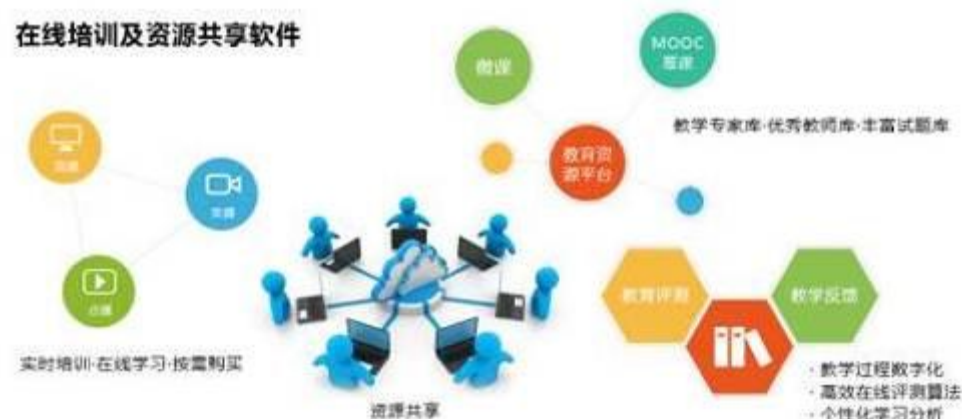 在线培训及资源共享软件
微课
MOOC
慕课
教学专家库·优秀教师库·丰富试题库
教育资
源平台
点播
教育评测
教学反馈
实时培训·在线学习·按需购买
资源共享
·教学过程数字化
·高效在线评测算法
·个性化学习分析